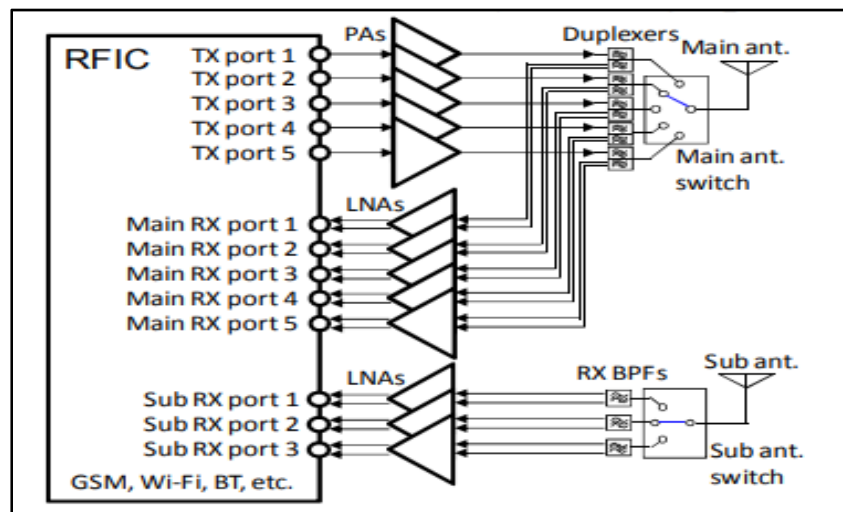 RFIC
PAs
Duplexers
Main ant.
TX port 1
TX port 2
TX port 3
TX port 4
TX port 5
Main ant.
switch
LNAs
Main RX port 1
Main RX port 2
Main RX port 3
Main RX port 4
Main RX port 5
LNAs
RX BPFs
Sub ant.
Sub RX port 1
Sub RX port 2
Sub RX port 3
Sub ant.
switch
GSM, Wi-Fi, BT, etc.